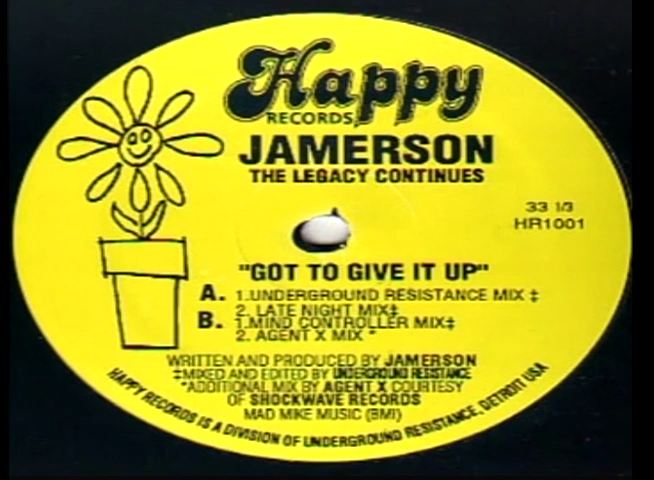 Happy
RECORDS
JAMERSON
THE LEGACY CONTINUES
33 1/3
HR1001
"GOT TO GIVE IT UP"
A. 1.UNDERGROUND RESISTANCE MIX ‡
2. LATE NIGHT MIX‡
B. 1.MIND CONTROLLER MIX‡
2. AGENT X MIX *
WRITTEN AND PRODUCED BY JAMERSON
‡MIXED AND EDITED BY UNDERGROUND RESISTANCE
*ADDITIONAL MIX BY AGENT X COURTESY
OF SHOCKWAVE RECORDS
MAD MIKE MUSIC (BMI)
HAPPY RECORDS IS A DIVISION OF UNDERGROUND RESISTANCE, DETROIT USA